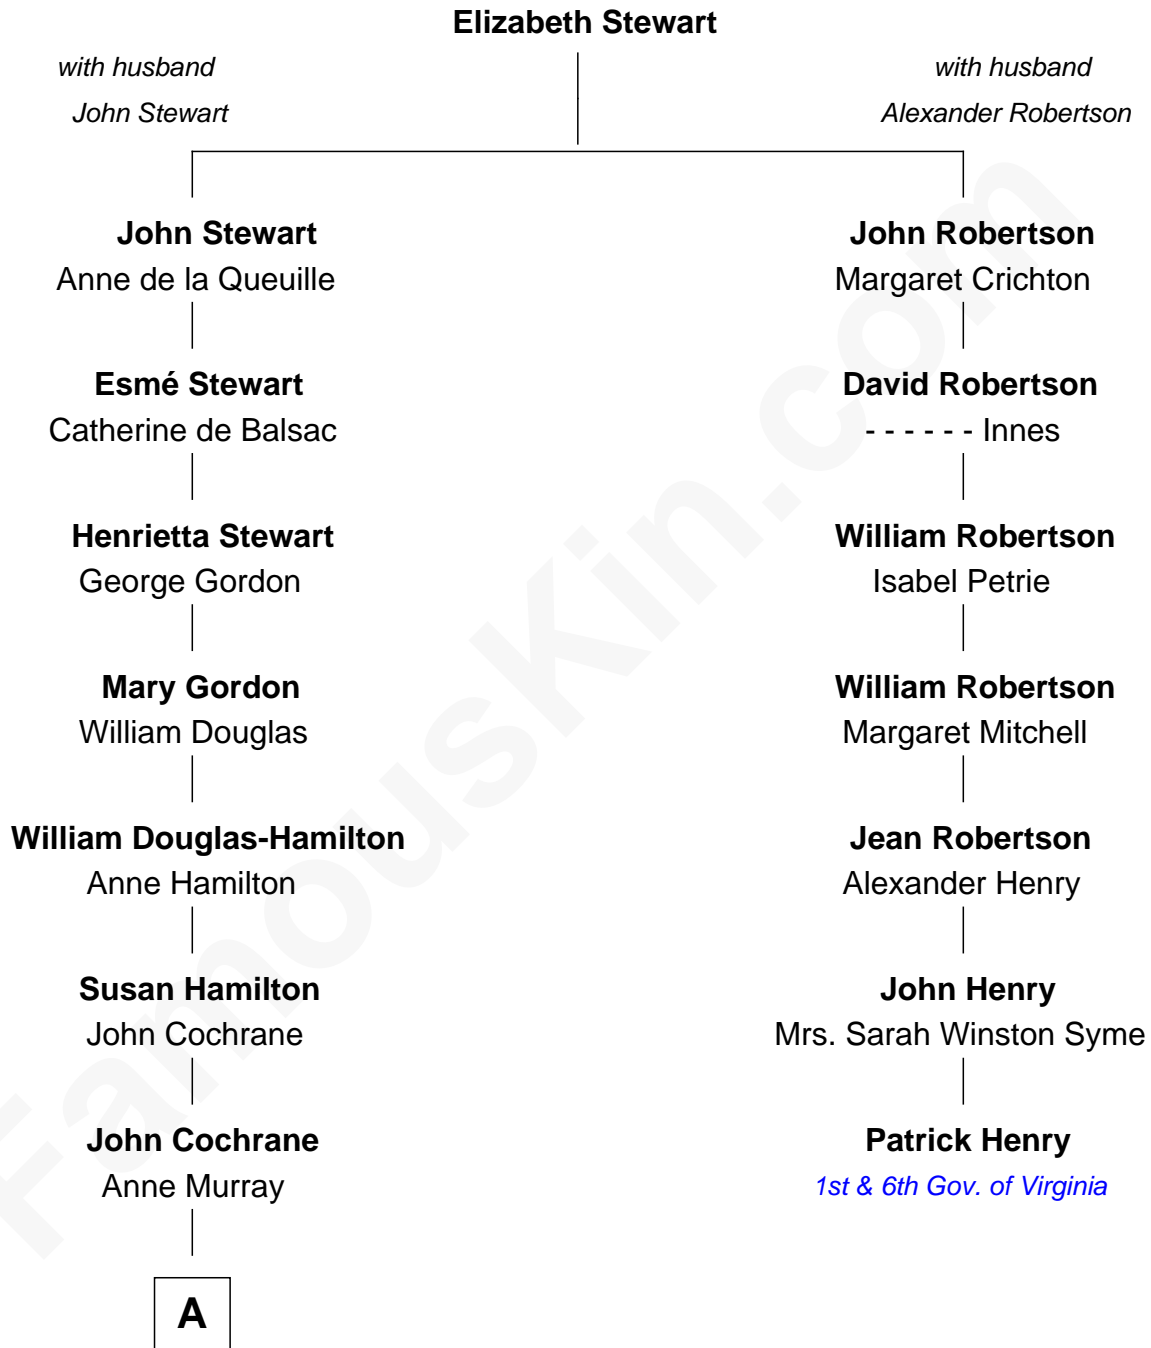 Elizabeth Stewart
with husband
John Stewart
with husband
Alexander Robertson
John Stewart
Anne de la Queuille
John Robertson
Margaret Crichton
Esmé Stewart
Catherine de Balsac
David Robertson
- - - - - - Innes
Henrietta Stewart
George Gordon
William Robertson
Isabel Petrie
Mary Gordon
William Douglas
William Robertson
Margaret Mitchell
William Douglas-Hamilton
Anne Hamilton
Jean Robertson
Alexander Henry
Susan Hamilton
John Cochrane
John Henry
Mrs. Sarah Winston Syme
John Cochrane
Anne Murray
Patrick Henry
1st & 6th Gov. of Virginia
A
FamousKin.com